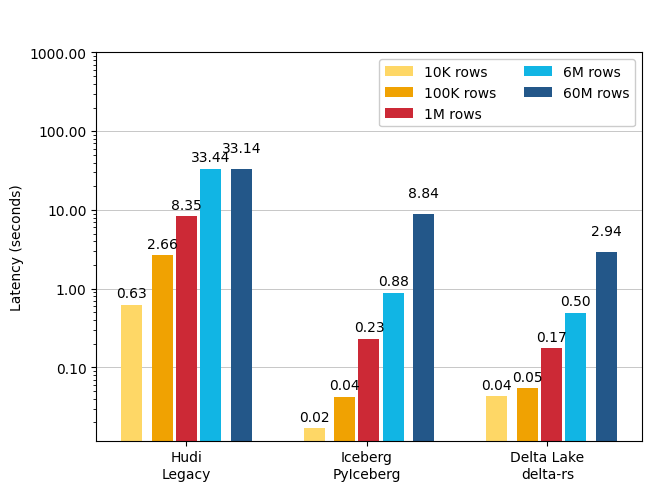 1000.00
100.00
10.00
1.00
0.10
Latency (seconds)
10K rows
100K rows
1M rows
6M rows
60M rows
0.63
2.66
8.35
33.44
33.14
0.02
0.04
0.23
0.88
8.84
0.04
0.05
0.17
0.50
2.94
Hudi
Legacy
Iceberg
PyIceberg
Delta Lake
delta-rs